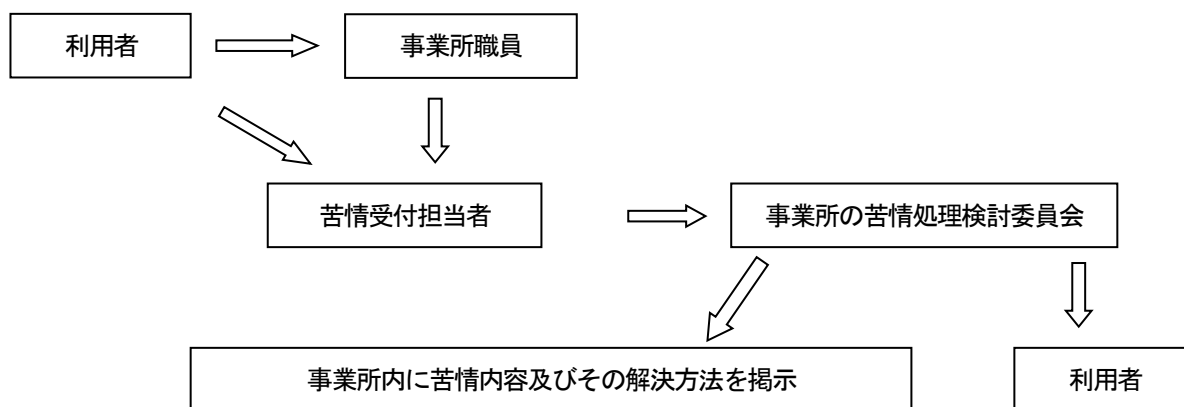 利用者
事業所職員
苦情受付担当者
事業所の苦情処理検討委員会
事業所内に苦情内容及びその解決方法を掲示
利用者